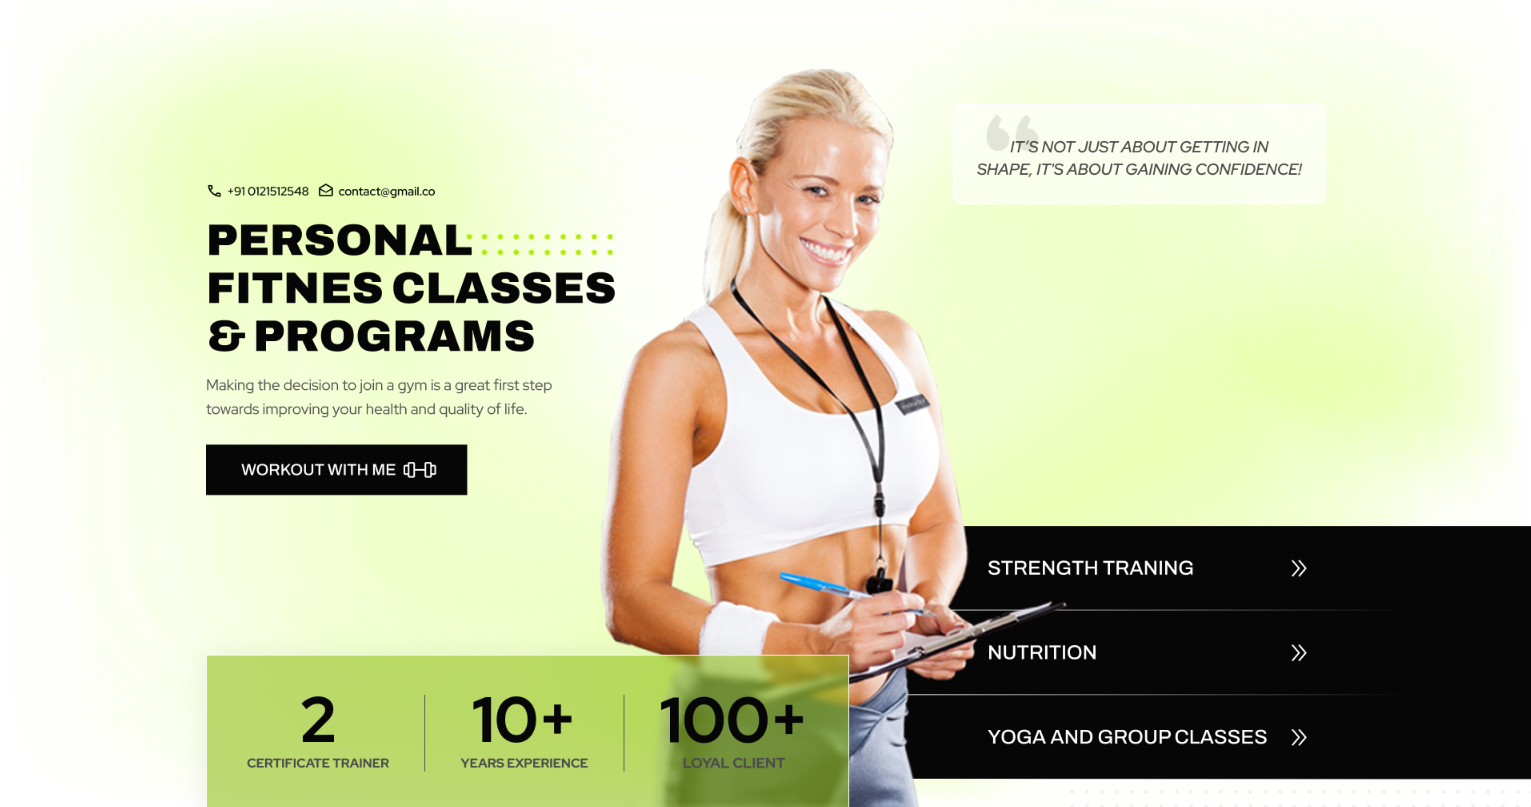 +91 0121512548 contact@gmail.co
PERSONAL
FITNES CLASSES
& PROGRAMS
Making the decision to join a gym is a great first step
towards improving your health and quality of life.
WORKOUT WITH ME
“
IT'S NOT JUST ABOUT GETTING IN
SHAPE, IT'S ABOUT GAINING CONFIDENCE!
STRENGTH TRANING
NUTRITION
YOGA AND GROUP CLASSES
2
CERTIFICATE TRAINER
10+
YEARS EXPERIENCE
100+
LOYAL CLIENT